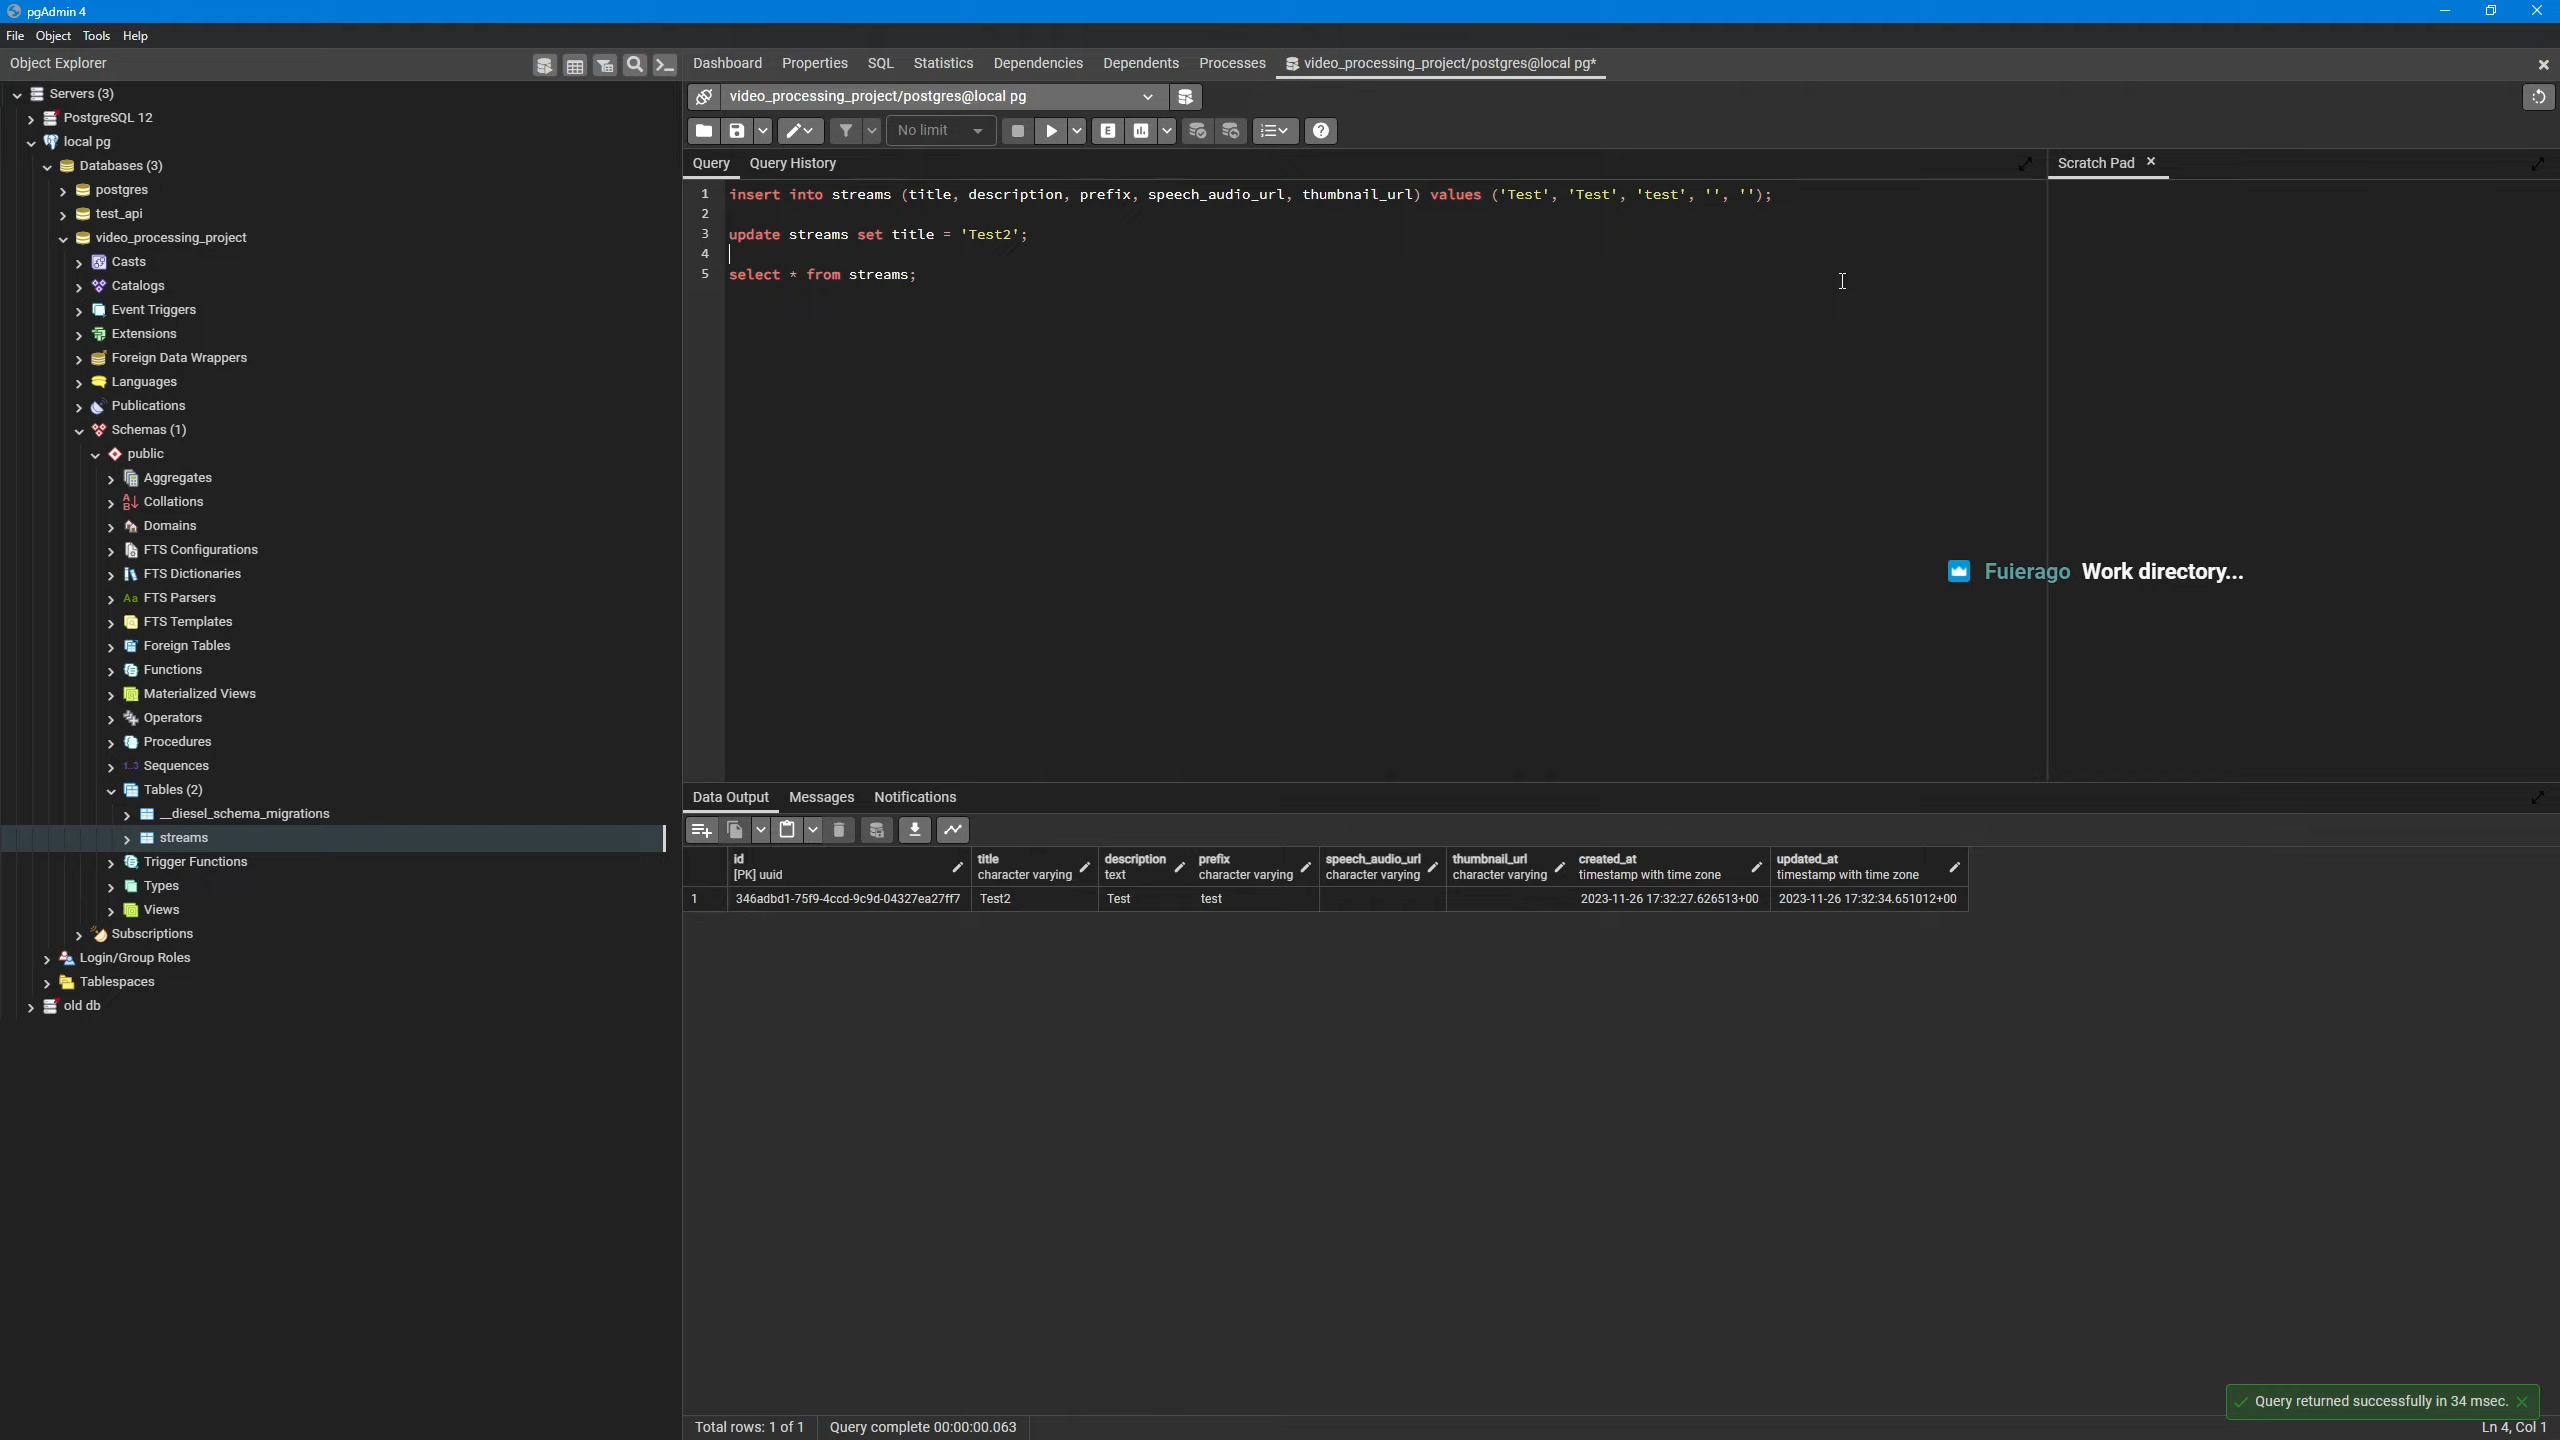 pgAdmin 4
File Object Tools Help
Object Explorer
Dashboard Properties SQL Statistics Dependencies Dependents Processes video_processing_project/postgres@local pg*
video_processing_project/postgres@local pg
No limit
E
Query Query History
Scratch Pad
Servers (3)
PostgreSQL 12
local pg
Databases (3)
postgres
test_api
video_processing_project
Casts
Catalogs
Event Triggers
Extensions
Foreign Data Wrappers
Languages
Publications
Schemas (1)
public
Aggregates
Collations
Domains
FTS Configurations
FTS Dictionaries
Aa FTS Parsers
FTS Templates
Foreign Tables
Functions
Materialized Views
Operators
Procedures
1..3 Sequences
Tables (2)
__diesel_schema_migrations
streams
Trigger Functions
Types
Views
Subscriptions
Login/Group Roles
Tablespaces
old db
1 insert into streams (title, description, prefix, speech_audio_url, thumbnail_url) values ('Test', 'Test', 'test', '', '');
2
3 update streams set title = 'Test2';
4
5 select * from streams;
Fuierago Work directory...
Data Output Messages Notifications
id title description prefix speech_audio_url thumbnail_url created_at updated_at
[PK] uuid character varying text character varying character varying character varying timestamp with time zone timestamp with time zone
1 346adbd1-75f9-4ccd-9c9d-04327ea27ff7 Test2 Test test 2023-11-26 17:32:27.626513+00 2023-11-26 17:32:34.651012+00
Query returned successfully in 34 msec.
Total rows: 1 of 1 Query complete 00:00:00.063
Ln 4, Col 1